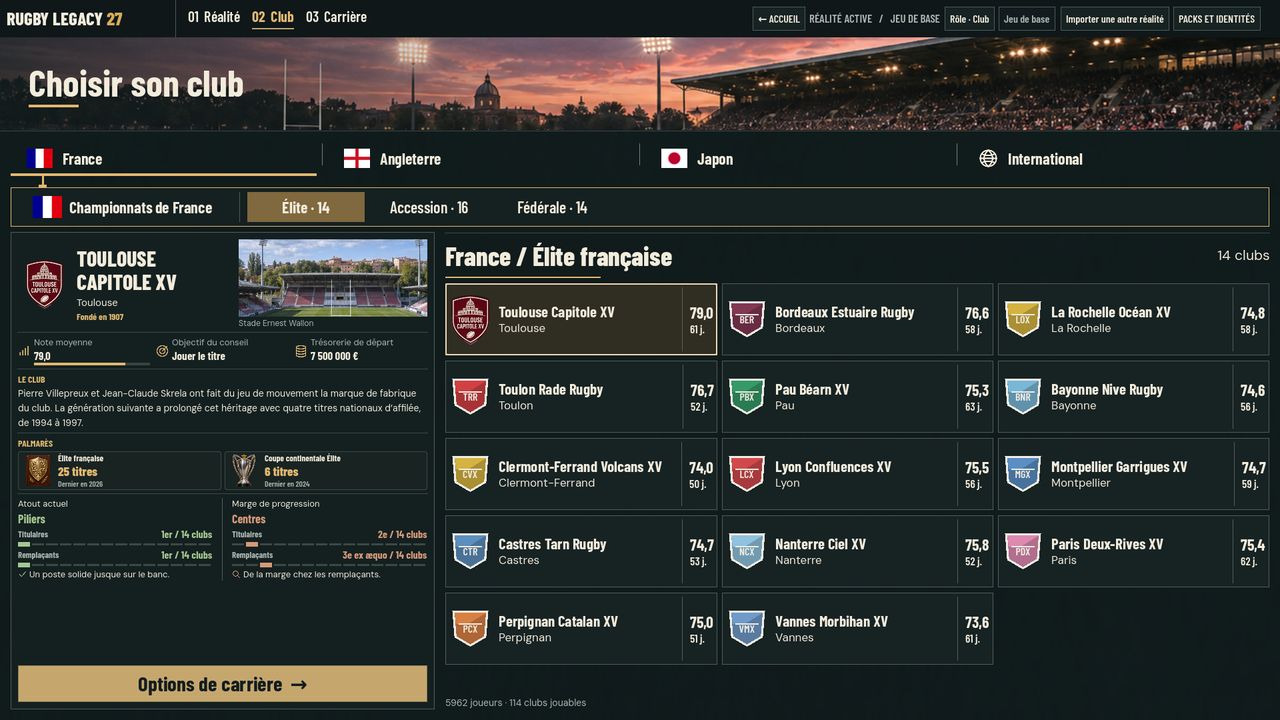 RUGBY LEGACY 27
01 Réalité 02 Club 03 Carrière
← ACCUEIL RÉALITÉ ACTIVE / JEU DE BASE Rôle · Club Jeu de base Importer une autre réalité PACKS ET IDENTITÉS
Choisir son club
France Angleterre Japon International
Championnats de France Élite · 14 Accession · 16 Fédérale · 14
TOULOUSE CAPITOLE XV
TOULOUSE
CAPITOLE XV
Toulouse
Fondé en 1907
Stade Ernest Wallon
Note moyenne
79,0
Objectif du conseil
Jouer le titre
Trésorerie de départ
7 500 000 €
LE CLUB
Pierre Villepreux et Jean-Claude Skrela ont fait du jeu de mouvement la marque de fabrique
du club. La génération suivante a prolongé cet héritage avec quatre titres nationaux d'affilée,
de 1994 à 1997.
PALMARÈS
Élite française
25 titres
Dernier en 2026
Coupe continentale Élite
6 titres
Dernier en 2024
Atout actuel
Piliers
Titulaires 1er / 14 clubs
Remplaçants 1er / 14 clubs
✓ Un poste solide jusque sur le banc.
Marge de progression
Centres
Titulaires 2e / 14 clubs
Remplaçants 3e ex æquo / 14 clubs
De la marge chez les remplaçants.
Options de carrière →
France / Élite française
14 clubs
TOULOUSE CAPITOLE XV
Toulouse Capitole XV
Toulouse
79,0
61 j.
BER
Bordeaux Estuaire Rugby
Bordeaux
76,6
58 j.
LOX
La Rochelle Océan XV
La Rochelle
74,8
58 j.
TRR
Toulon Rade Rugby
Toulon
76,7
52 j.
PBX
Pau Béarn XV
Pau
75,3
63 j.
BNR
Bayonne Nive Rugby
Bayonne
74,6
56 j.
CVX
Clermont-Ferrand Volcans XV
Clermont-Ferrand
74,0
50 j.
LCX
Lyon Confluences XV
Lyon
75,5
56 j.
MGX
Montpellier Garrigues XV
Montpellier
74,7
59 j.
CTR
Castres Tarn Rugby
Castres
74,7
53 j.
NCX
Nanterre Ciel XV
Nanterre
75,8
52 j.
PDX
Paris Deux-Rives XV
Paris
75,4
62 j.
PCX
Perpignan Catalan XV
Perpignan
75,0
51 j.
VMX
Vannes Morbihan XV
Vannes
73,6
61 j.
5962 joueurs · 114 clubs jouables